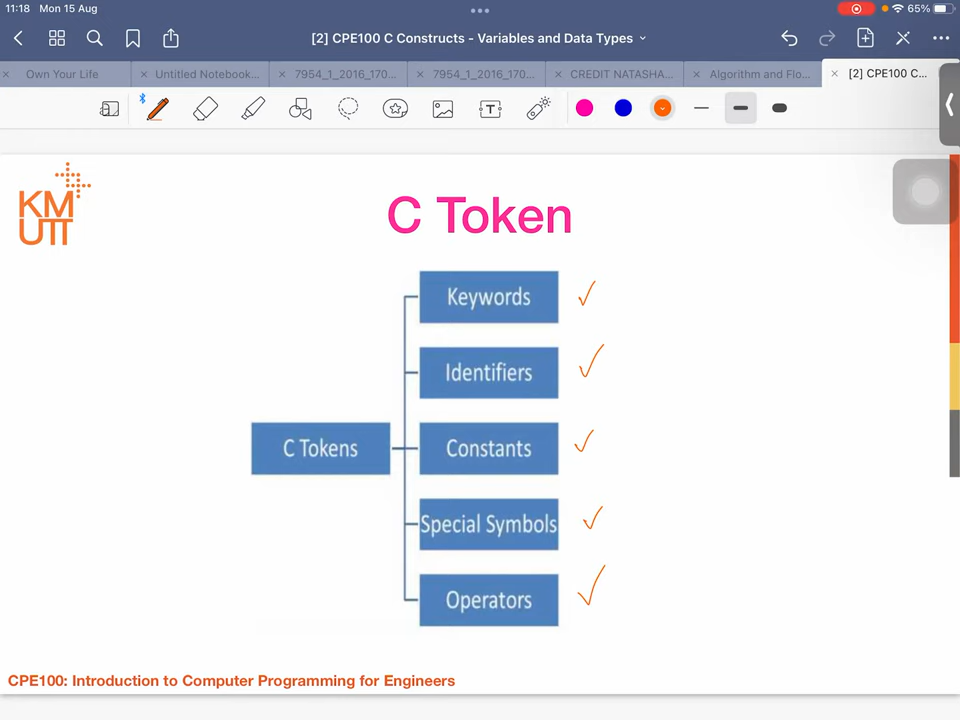 11:18 Mon 15 Aug
65%
[2] CPE100 C Constructs - Variables and Data Types
Own Your Life
Untitled Notebook...
7954_1_2016_170...
7954_1_2016_170...
CREDIT NATASHA...
Algorithm and Flo...
[2] CPE100 C...
KM
UTT
C Token
Keywords
Identifiers
C Tokens
Constants
Special Symbols
Operators
CPE100: Introduction to Computer Programming for Engineers